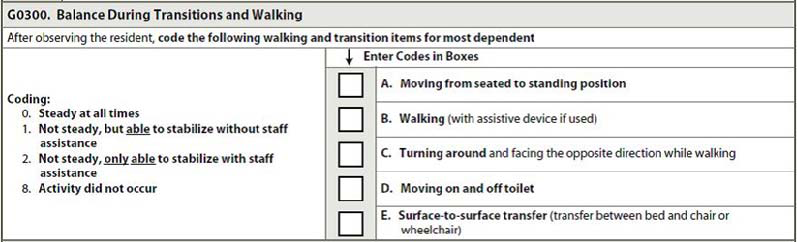 G0300. Balance During Transitions and Walking
After observing the resident, code the following walking and transition items for most dependent
Enter Codes in Boxes
Coding:
0. Steady at all times
1. Not steady, but able to stabilize without staff
assistance
2. Not steady, only able to stabilize with staff
assistance
8. Activity did not occur
A. Moving from seated to standing position
B. Walking (with assistive device if used)
C. Turning around and facing the opposite direction while walking
D. Moving on and off toilet
E. Surface-to-surface transfer (transfer between bed and chair or
wheelchair)